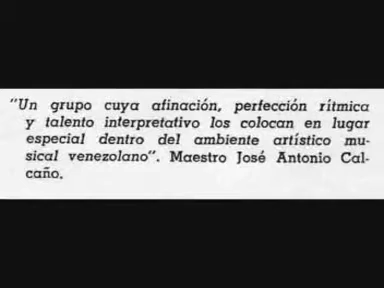 "Un grupo cuya afinación, perfección rítmica
y talento interpretativo los colocan en lugar
especial dentro del ambiente artístico mu-
sical venezolano". Maestro José Antonio Cal-
caño.